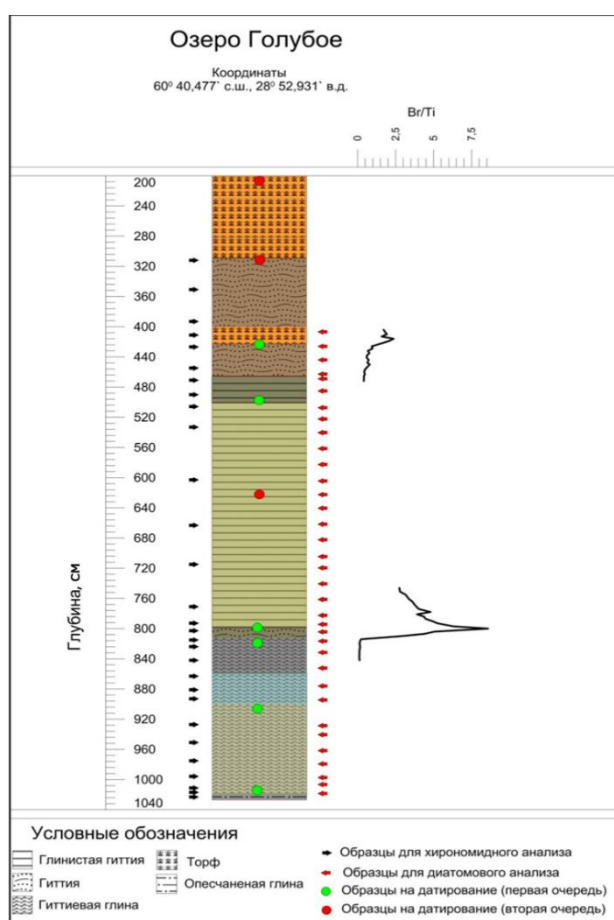 Озеро Голубое
Координаты
60⁰ 40,477` с.ш., 28⁰ 52,931` в.д.
Br/Ti
0 2,5 5 7,5
200
240
280
320
360
400
440
480
520
560
600
640
680
720
760
800
840
880
920
960
1000
1040
Глубина, см
Условные обозначения
Глинистая гиттия
Гиттия
Гиттиевая глина
Торф
Опесчаненая глина
Образцы для хирономидного анализа
Образцы для диатомового анализа
Образцы на датирование (первая очередь)
Образцы на датирование (вторая очередь)